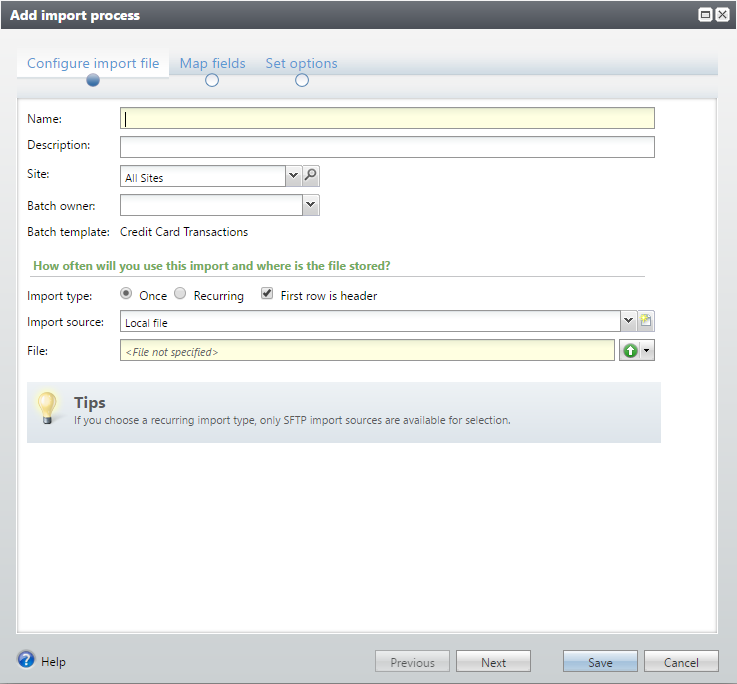 Add import process
Configure import file Map fields Set options
Name:
Description:
Site: All Sites
Batch owner:
Batch template: Credit Card Transactions
How often will you use this import and where is the file stored?
Import type: Once Recurring First row is header
Import source: Local file
File: <File not specified>
Tips
If you choose a recurring import type, only SFTP import sources are available for selection.
? Help Previous Next Save Cancel